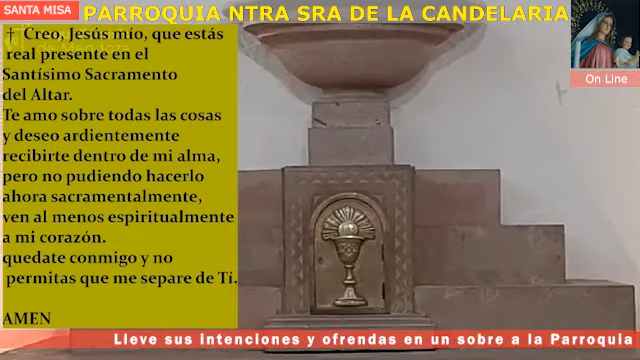 SANTA MISA
PARROQUIA NTRA SRA DE LA CANDELARIA
On Line
† Creo, Jesús mío, que estás
real presente en el
Santísimo Sacramento
del Altar.
Te amo sobre todas las cosas
y deseo ardientemente
recibirte dentro de mi alma,
pero no pudiendo hacerlo
ahora sacramentalmente,
ven al menos espiritualmente
a mi corazón.
quedate conmigo y no
permitas que me separe de Tí.
AMEN
Lleve sus intenciones y ofrendas en un sobre a la Parroquia